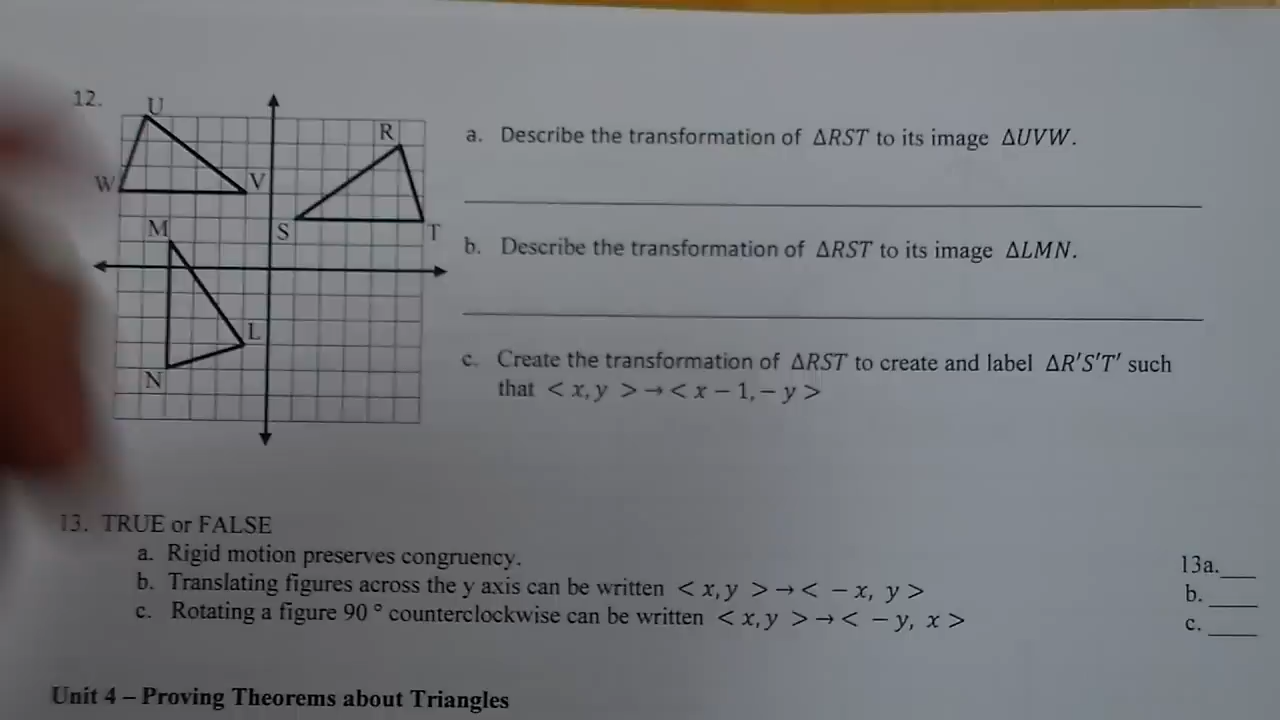 12.
U
R
W
V
S
T
M
L
N
a. Describe the transformation of ΔRST to its image ΔUVW.
b. Describe the transformation of ΔRST to its image ΔLMN.
c. Create the transformation of ΔRST to create and label ΔR'S'T' such
that < x, y > → < x − 1, − y >
13. TRUE or FALSE
a. Rigid motion preserves congruency.
13a.
b. Translating figures across the y axis can be written < x, y > → < − x, y >
b.
c. Rotating a figure 90 ° counterclockwise can be written < x, y > → < − y, x >
c.
Unit 4 – Proving Theorems about Triangles